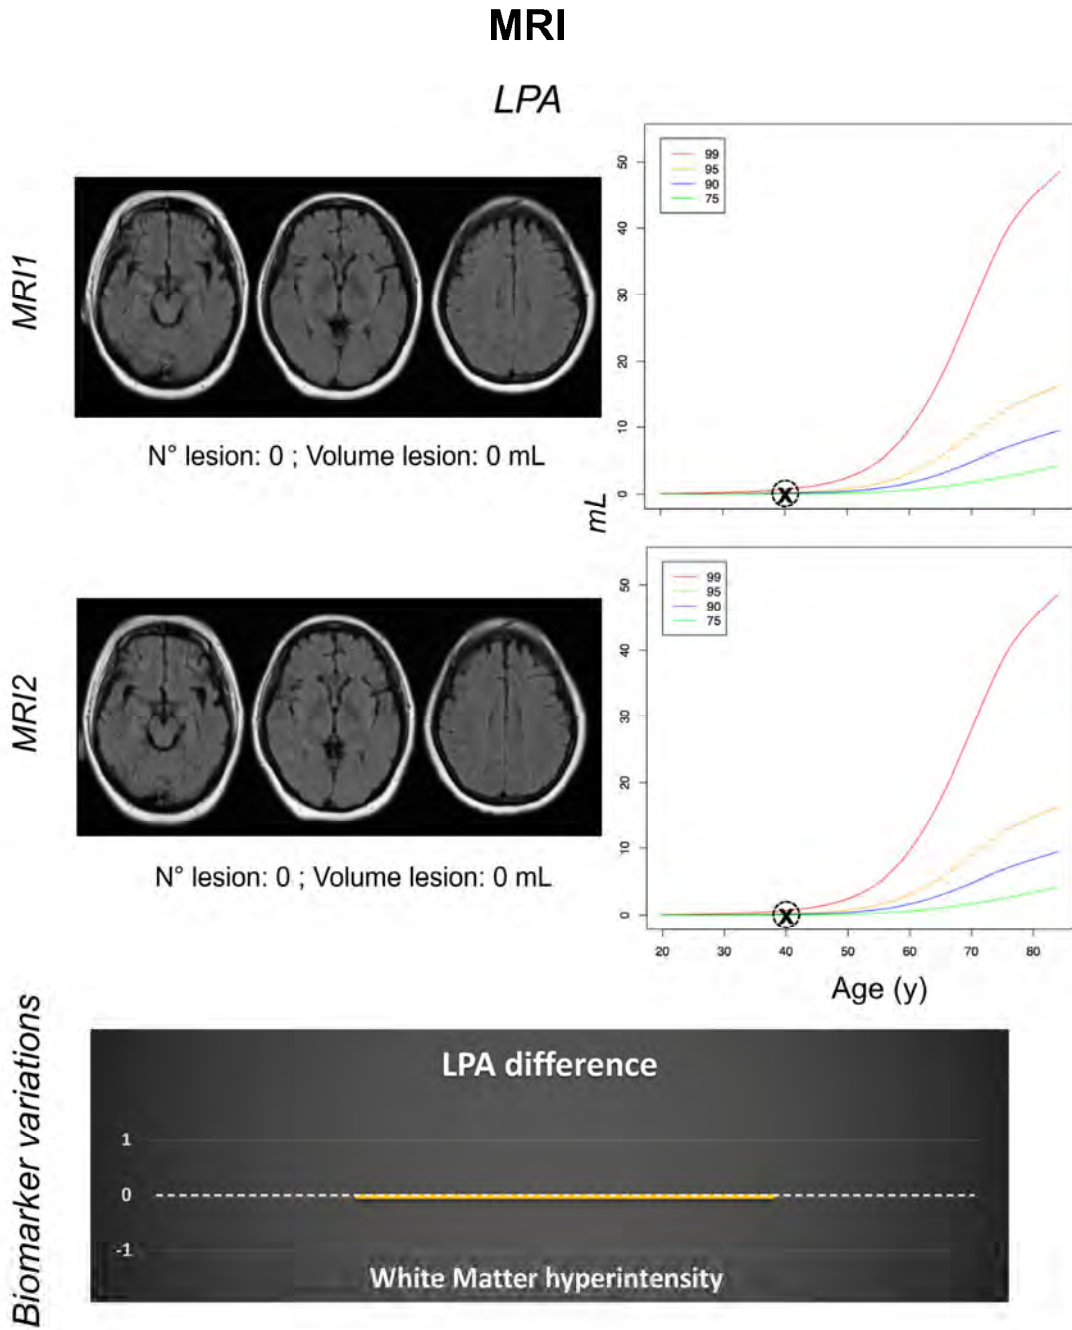 MRI
LPA
MRI1
50
40
30
20
10
0
99
95
90
75
N° lesion: 0 ; Volume lesion: 0 mL
mL
MRI2
50
40
30
20
10
0
99
95
90
75
X
X
N° lesion: 0 ; Volume lesion: 0 mL
20 30 40 50 60 70 80
Age (y)
Biomarker variations
LPA difference
1
0
-1
White Matter hyperintensity